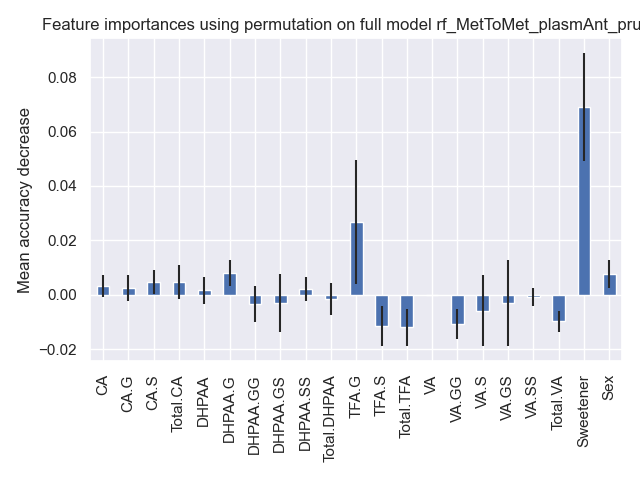 Feature importances using permutation on full model rf_MetToMet_plasmAnt_pru
Mean accuracy decrease
0.08
0.06
0.04
0.02
0.00
−0.02
CA
CA.G
CA.S
Total.CA
DHPAA
DHPAA.G
DHPAA.GG
DHPAA.GS
DHPAA.SS
Total.DHPAA
TFA.G
TFA.S
Total.TFA
VA
VA.GG
VA.S
VA.GS
VA.SS
Total.VA
Sweetener
Sex